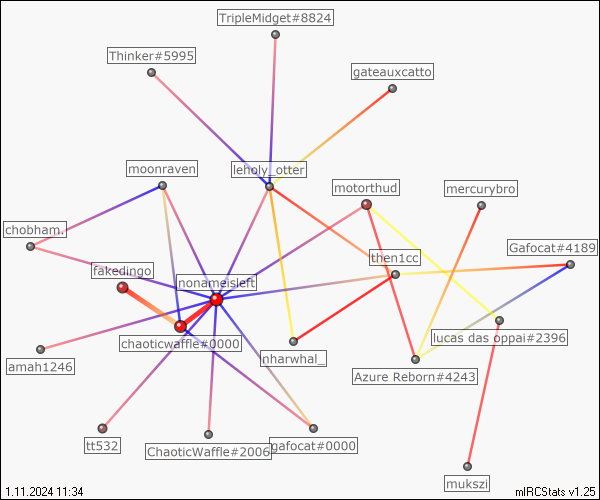 TripleMidget#8824
Thinker#5995
gateauxcatto
moonraven
leholy_otter
motorthud
mercurybro
chobham.
Gafocat#4189
then1cc
fakedingo
nonameisleft
chaoticwaffle#0000
lucas das oppai#2396
nharwhal_
amah1246
Azure Reborn#4243
tt532
ChaoticWaffle#2006
gafocat#0000
mukszi
1.11.2024 11:34
mIRCStats v1.25